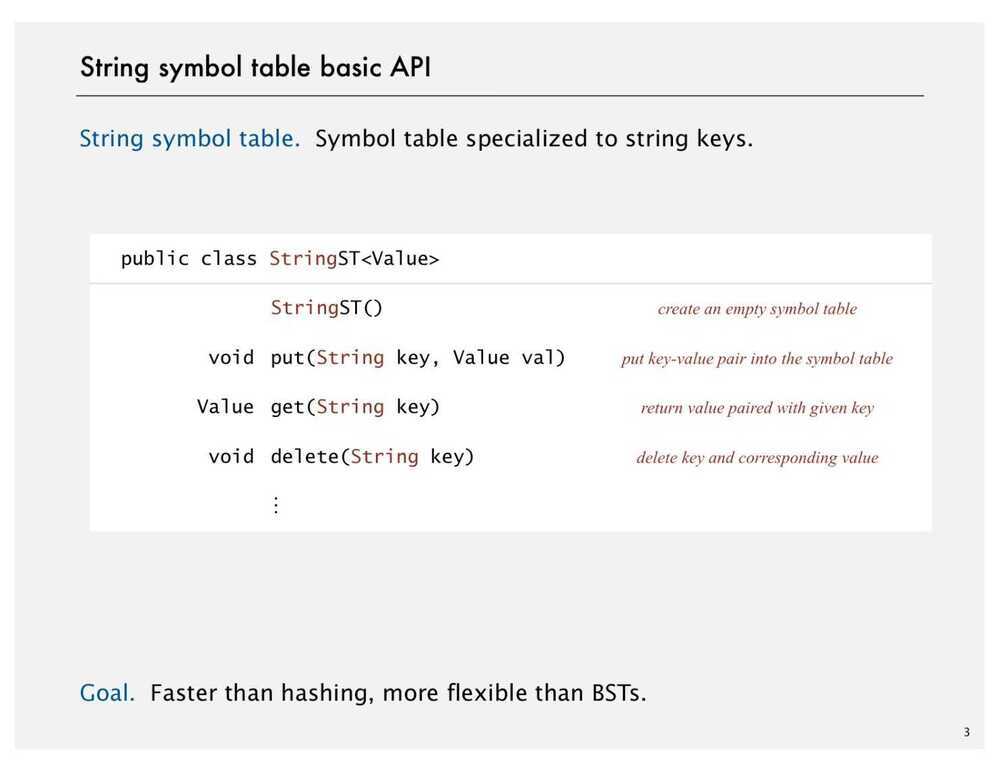 String symbol table basic API
String symbol table. Symbol table specialized to string keys.
public class StringST<Value>
StringST() create an empty symbol table
void put(String key, Value val) put key-value pair into the symbol table
Value get(String key) return value paired with given key
void delete(String key) delete key and corresponding value
⋮
Goal. Faster than hashing, more flexible than BSTs.
3